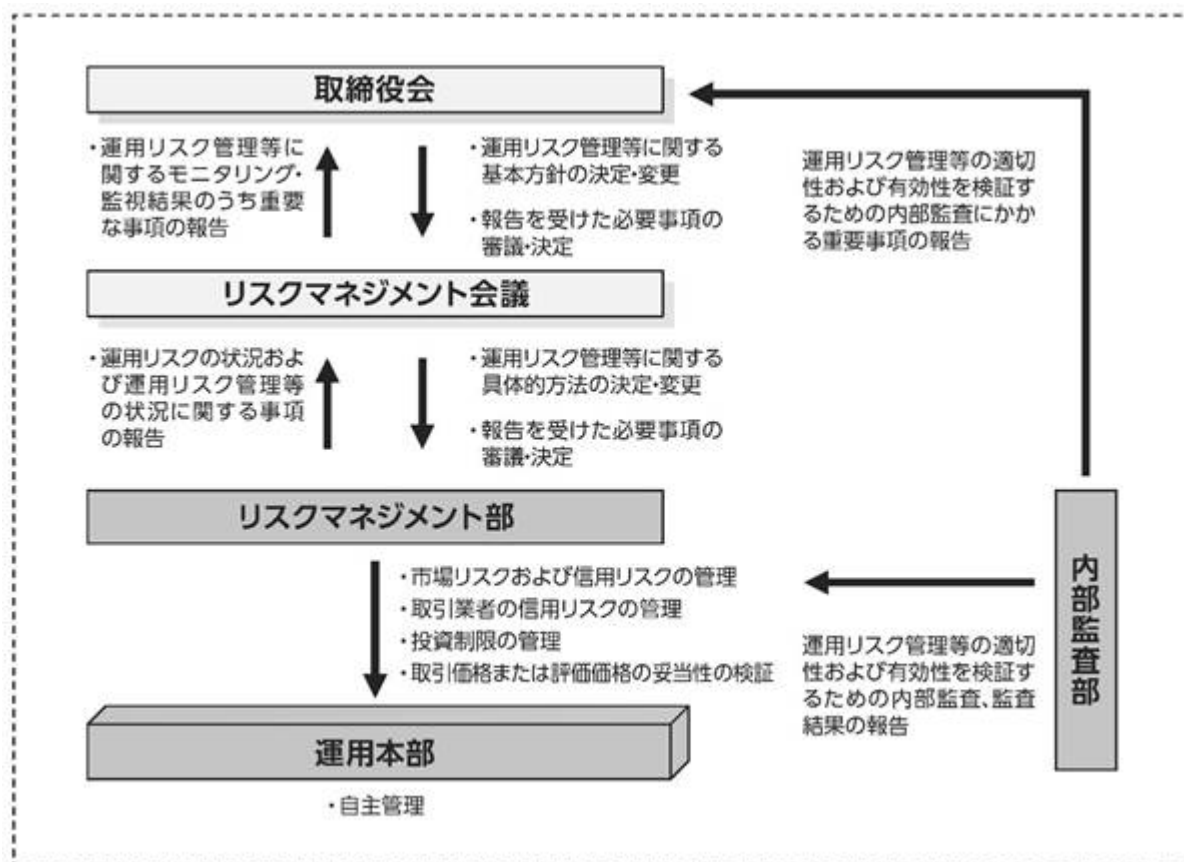 取締役会
・運用リスク管理等に
関するモニタリング・
監視結果のうち重要
な事項の報告
・運用リスク管理等に関する
基本方針の決定・変更
・報告を受けた必要事項の
審議・決定
運用リスク管理等の適切
性および有効性を検証す
るための内部監査にかか
る重要事項の報告
リスクマネジメント会議
・運用リスクの状況およ
び運用リスク管理等
の状況に関する事項
の報告
・運用リスク管理等に関する
具体的方法の決定・変更
・報告を受けた必要事項の
審議・決定
リスクマネジメント部
・市場リスクおよび信用リスクの管理
・取引業者の信用リスクの管理
・投資制限の管理
・取引価格または評価価格の妥当性の検証
運用リスク管理等の適切
性および有効性を検証す
るための内部監査、監査
結果の報告
内部監査部
運用本部
・自主管理